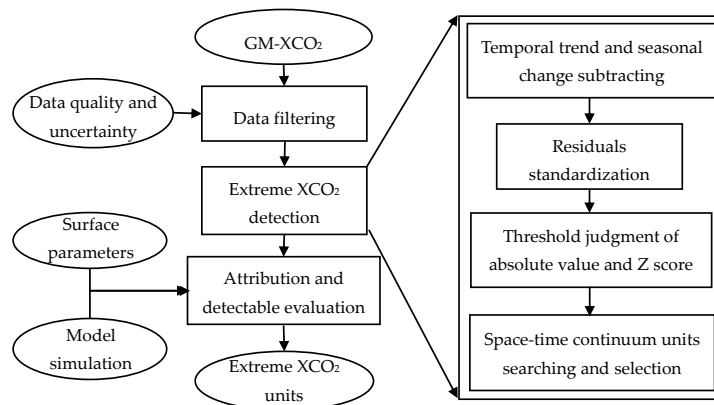 GM-XCO₂
Data quality and
uncertainty
Data filtering
Extreme XCO₂
detection
Surface
parameters
Attribution and
detectable evaluation
Model
simulation
Extreme XCO₂
units
Temporal trend and seasonal
change subtracting
Residuals
standardization
Threshold judgment of
absolute value and Z score
Space-time continuum units
searching and selection